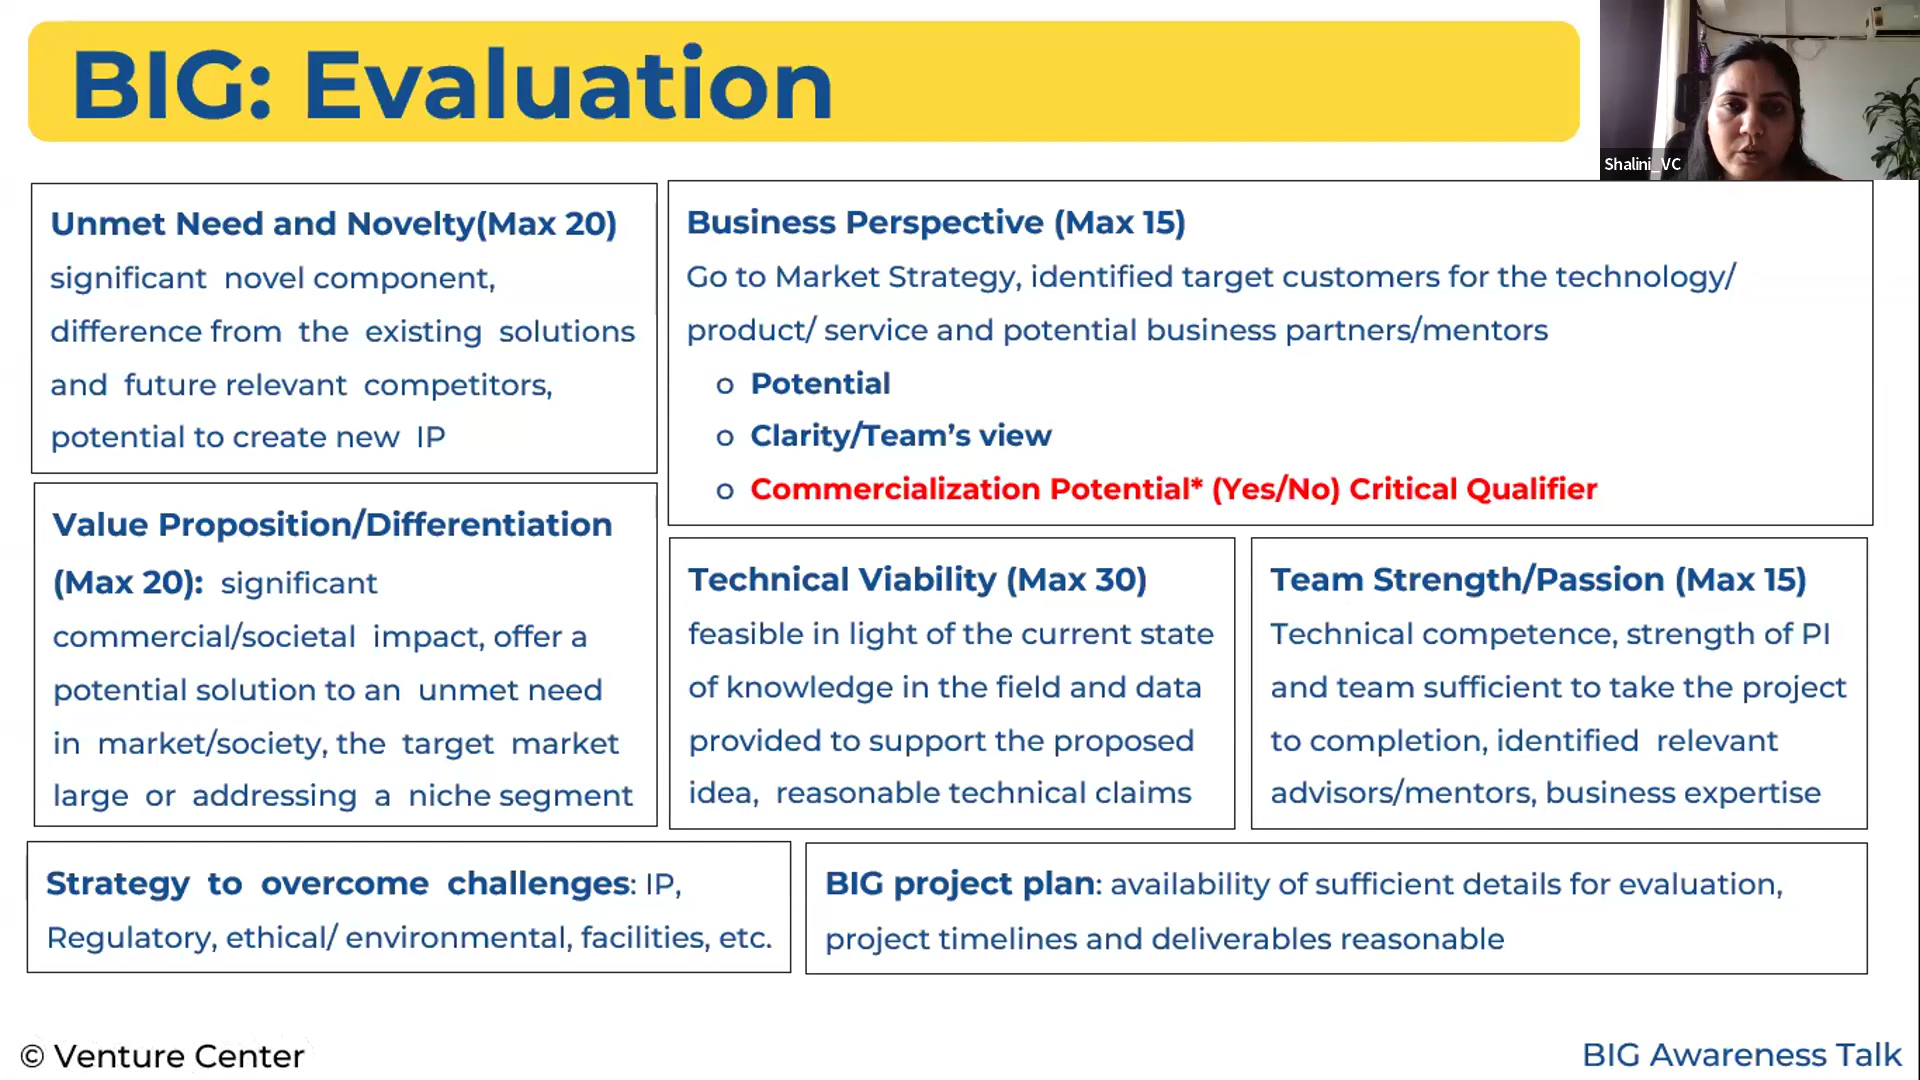 BIG: Evaluation
Shalini_VC
Unmet Need and Novelty(Max 20)
significant novel component,
difference from the existing solutions
and future relevant competitors,
potential to create new IP
Business Perspective (Max 15)
Go to Market Strategy, identified target customers for the technology/
product/ service and potential business partners/mentors
o Potential
o Clarity/Team’s view
o Commercialization Potential* (Yes/No) Critical Qualifier
Value Proposition/Differentiation
(Max 20): significant
commercial/societal impact, offer a
potential solution to an unmet need
in market/society, the target market
large or addressing a niche segment
Technical Viability (Max 30)
feasible in light of the current state
of knowledge in the field and data
provided to support the proposed
idea, reasonable technical claims
Team Strength/Passion (Max 15)
Technical competence, strength of PI
and team sufficient to take the project
to completion, identified relevant
advisors/mentors, business expertise
Strategy to overcome challenges: IP,
Regulatory, ethical/ environmental, facilities, etc.
BIG project plan: availability of sufficient details for evaluation,
project timelines and deliverables reasonable
© Venture Center
BIG Awareness Talk